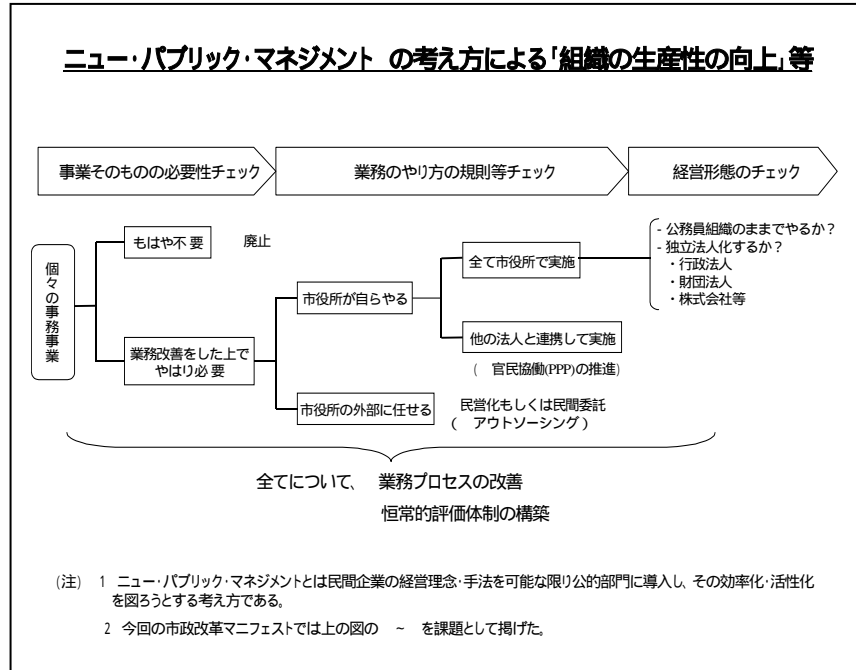 ニュー・パブリック・マネジメント の考え方による「組織の生産性の向上」等
事業そのものの必要性チェック
業務のやり方の規則等チェック
経営形態のチェック
個々の事務事業
もはや不要
廃止
業務改善をした上で
やはり必要
市役所が自らやる
市役所の外部に任せる
民営化もしくは民間委託
( アウトソーシング)
全て市役所で実施
他の法人と連携して実施
( 官民協働(PPP)の推進)
- 公務員組織のままでやるか?
- 独立法人化するか?
・行政法人
・財団法人
・株式会社等
全てについて、 業務プロセスの改善
恒常的評価体制の構築
(注) 1 ニュー・パブリック・マネジメントとは民間企業の経営理念・手法を可能な限り公的部門に導入し、その効率化・活性化
を図ろうとする考え方である。
2 今回の市政改革マニフェストでは上の図の ~ を課題として掲げた。